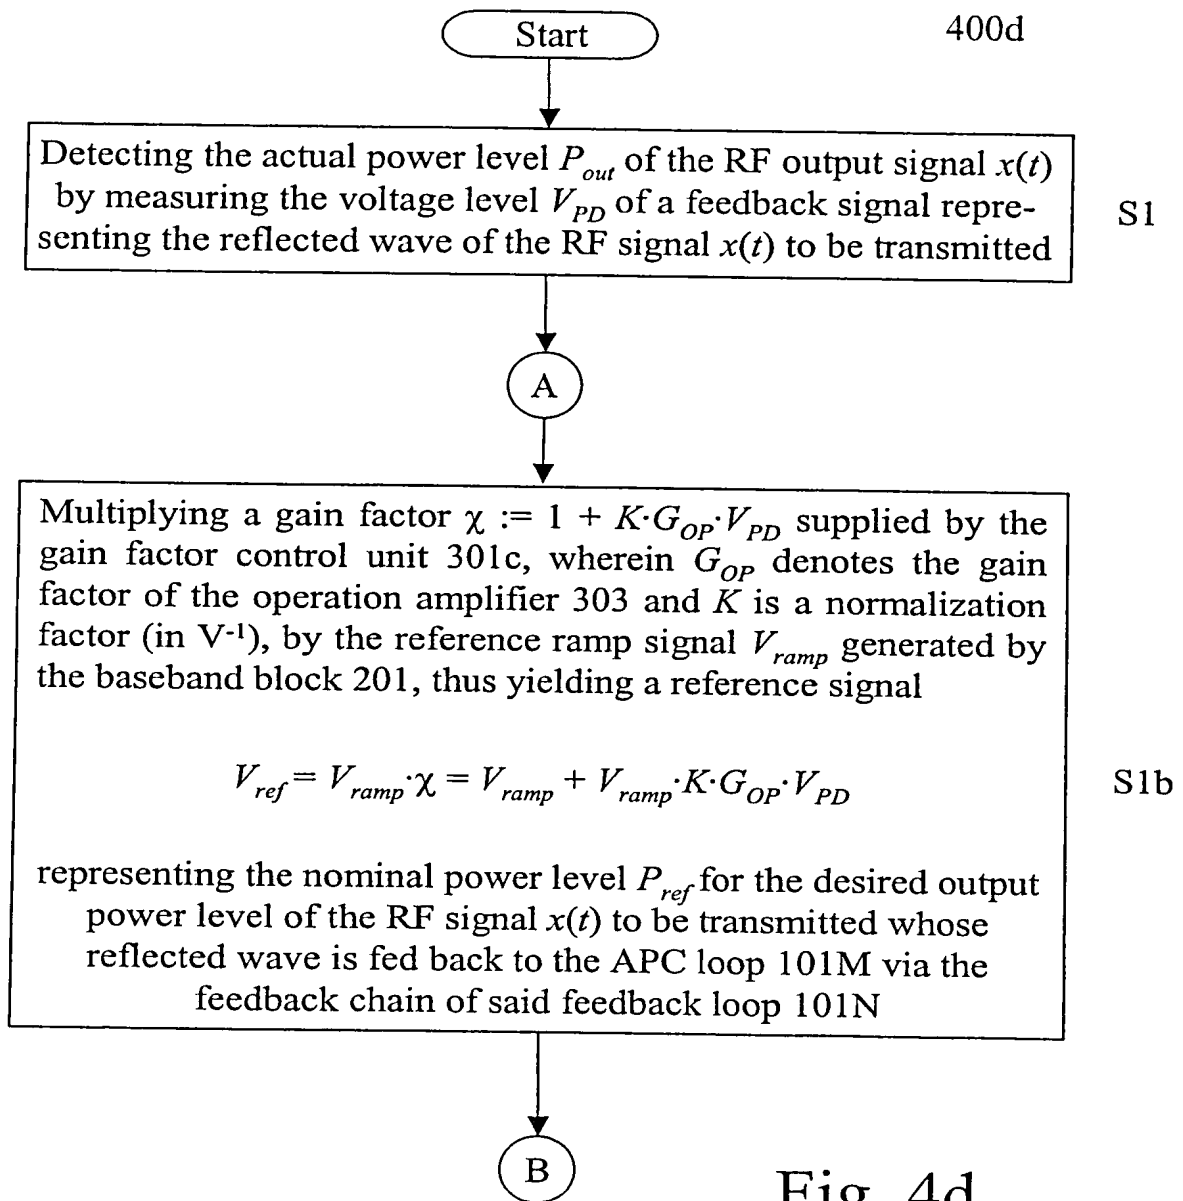 Start
400d
Detecting the actual power level P_out of the RF output signal x(t)
by measuring the voltage level V_PD of a feedback signal repre-
senting the reflected wave of the RF signal x(t) to be transmitted
S1
A
Multiplying a gain factor χ := 1 + K·G_OP·V_PD supplied by the
gain factor control unit 301c, wherein G_OP denotes the gain
factor of the operation amplifier 303 and K is a normalization
factor (in V⁻¹), by the reference ramp signal V_ramp generated by
the baseband block 201, thus yielding a reference signal
V_ref = V_ramp·χ = V_ramp + V_ramp·K·G_OP·V_PD
S1b
representing the nominal power level P_ref for the desired output
power level of the RF signal x(t) to be transmitted whose
reflected wave is fed back to the APC loop 101M via the
feedback chain of said feedback loop 101N
B
Fig. 4d